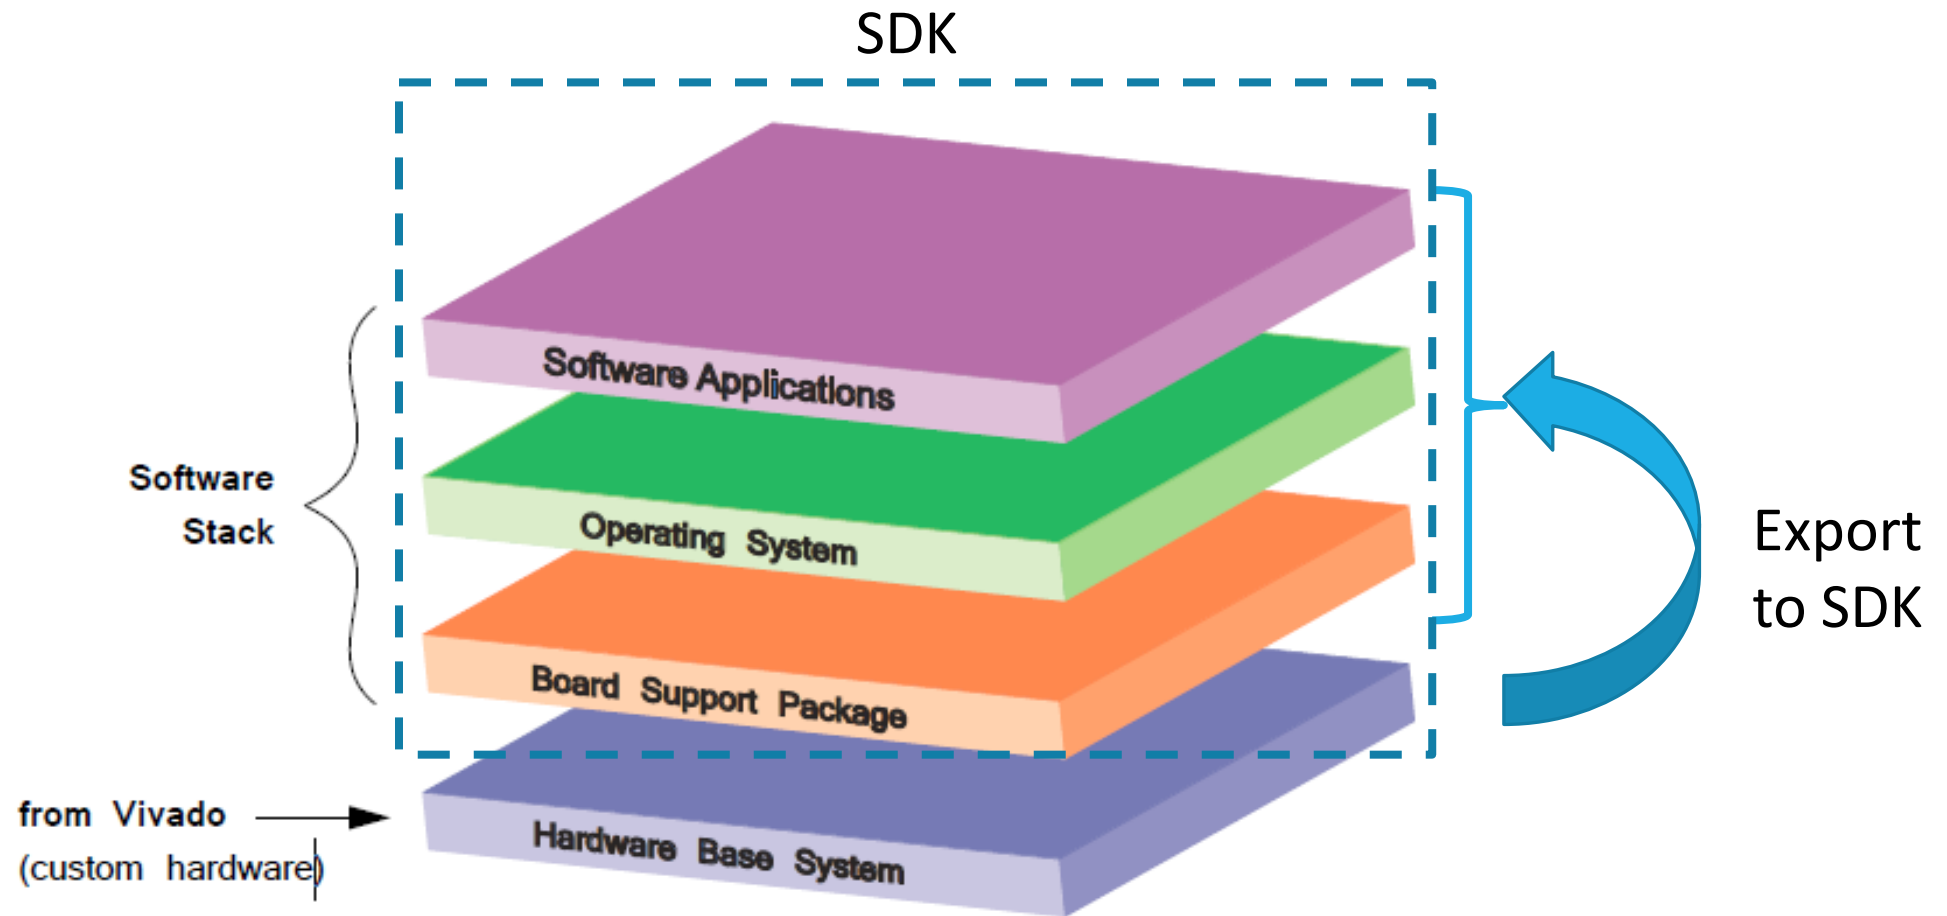 SDK
Software Applications
Operating System
Software
Stack
Export
to SDK
Board Support Package
from Vivado
(custom hardware)
Hardware Base System